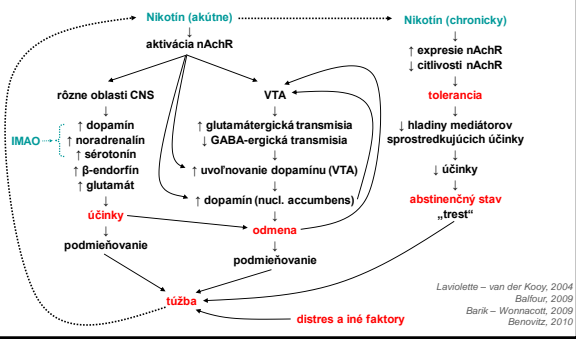 Nikotín (akútne)
↓
aktivácia nAchR
rôzne oblasti CNS
↓
↑ dopamín
↑ noradrenalín
↑ sérotonín
↑ β-endorfín
↑ glutamát
↓
účinky
↓
podmieňovanie
IMAO
VTA
↓
↑ glutamátergická transmisia
↓ GABA-ergická transmisia
↓
↑ uvoľnovanie dopamínu (VTA)
↓
↑ dopamín (nucl. accumbens)
↓
odmena
↓
podmieňovanie
Nikotín (chronicky)
↓
↑ expresie nAchR
↓ citlivosti nAchR
↓
tolerancia
↓
↓ hladiny mediátorov
sprostredkujúcich účinky
↓
↓ účinky
↓
abstinenčný stav
„trest“
túžba
distres a iné faktory
Laviolette – van der Kooy, 2004
Balfour, 2009
Barik – Wonnacott, 2009
Benovitz, 2010